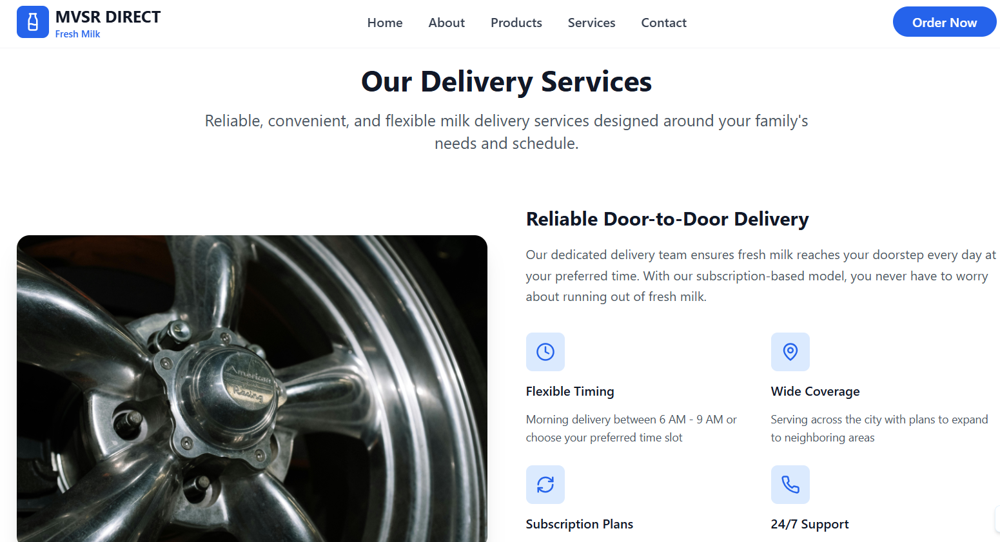 MVSR DIRECT
Fresh Milk
Home
About
Products
Services
Contact
Order Now
Our Delivery Services
Reliable, convenient, and flexible milk delivery services designed around your family's
needs and schedule.
American
Racing
Reliable Door-to-Door Delivery
Our dedicated delivery team ensures fresh milk reaches your doorstep every day at
your preferred time. With our subscription-based model, you never have to worry
about running out of fresh milk.
Flexible Timing
Morning delivery between 6 AM - 9 AM or
choose your preferred time slot
Wide Coverage
Serving across the city with plans to expand
to neighboring areas
Subscription Plans
24/7 Support